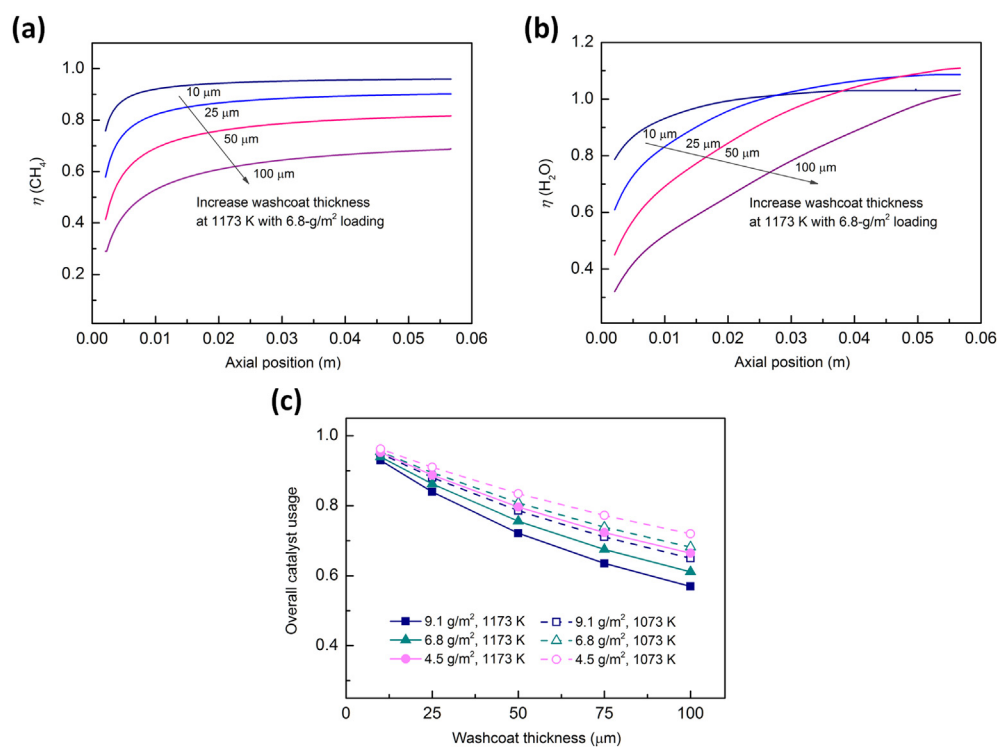 (a)
1.0
0.8
0.6
0.4
0.2
η (CH4)
10 μm
25 μm
50 μm
100 μm
Increase washcoat thickness
at 1173 K with 6.8-g/m² loading
0.00 0.01 0.02 0.03 0.04 0.05 0.06
Axial position (m)
(b)
1.2
1.0
0.8
0.6
0.4
η (H2O)
10 μm
25 μm
50 μm
100 μm
Increase washcoat thickness
at 1173 K with 6.8-g/m² loading
0.00 0.01 0.02 0.03 0.04 0.05 0.06
Axial position (m)
(c)
1.0
0.8
0.6
0.4
Overall catalyst usage
9.1 g/m², 1173 K 9.1 g/m², 1073 K
6.8 g/m², 1173 K 6.8 g/m², 1073 K
4.5 g/m², 1173 K 4.5 g/m², 1073 K
0 25 50 75 100
Washcoat thickness (μm)